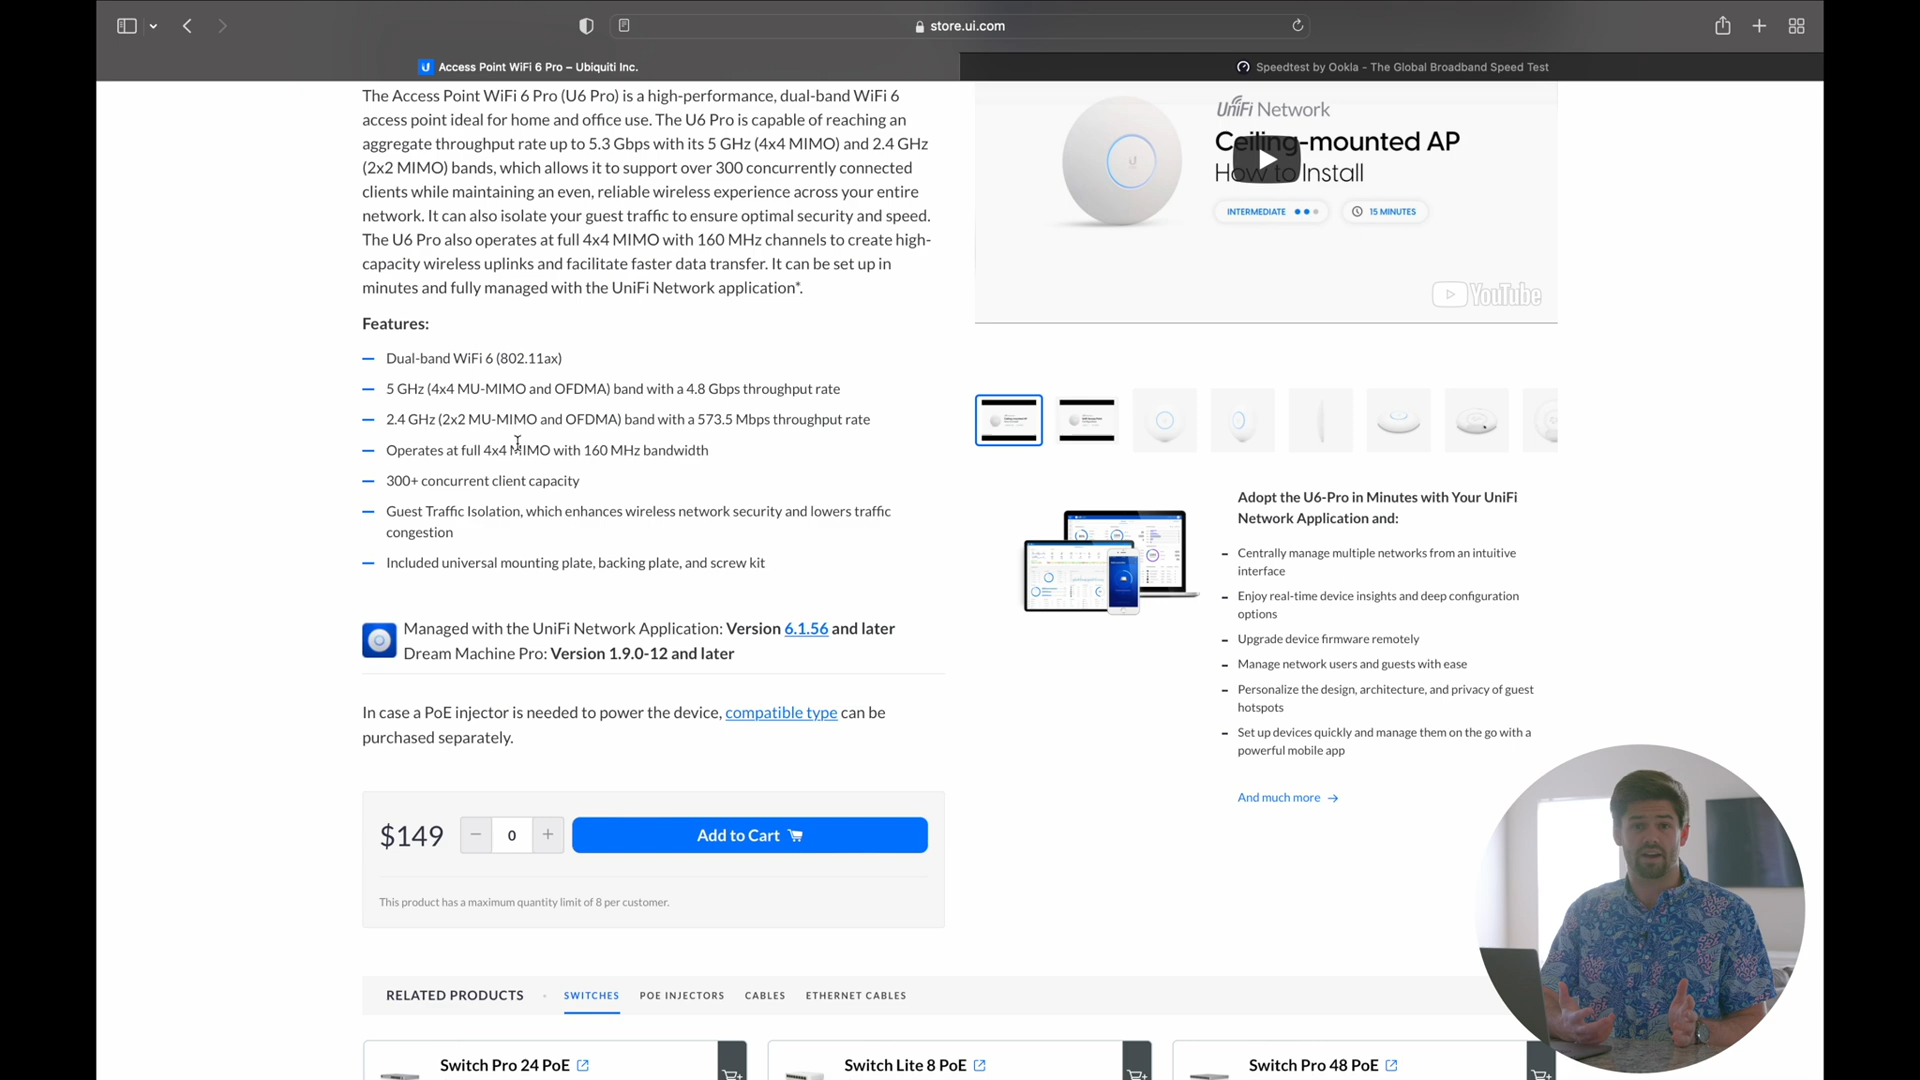 store.ui.com
Access Point WiFi 6 Pro – Ubiquiti Inc.
Speedtest by Ookla - The Global Broadband Speed Test
The Access Point WiFi 6 Pro (U6 Pro) is a high-performance, dual-band WiFi 6
access point ideal for home and office use. The U6 Pro is capable of reaching an
aggregate throughput rate up to 5.3 Gbps with its 5 GHz (4x4 MIMO) and 2.4 GHz
(2x2 MIMO) bands, which allows it to support over 300 concurrently connected
clients while maintaining an even, reliable wireless experience across your entire
network. It can also isolate your guest traffic to ensure optimal security and speed.
The U6 Pro also operates at full 4x4 MIMO with 160 MHz channels to create high-
capacity wireless uplinks and facilitate faster data transfer. It can be set up in
minutes and fully managed with the UniFi Network application*.
Features:
Dual-band WiFi 6 (802.11ax)
5 GHz (4x4 MU-MIMO and OFDMA) band with a 4.8 Gbps throughput rate
2.4 GHz (2x2 MU-MIMO and OFDMA) band with a 573.5 Mbps throughput rate
Operates at full 4x4 MIMO with 160 MHz bandwidth
300+ concurrent client capacity
Guest Traffic Isolation, which enhances wireless network security and lowers traffic
congestion
Included universal mounting plate, backing plate, and screw kit
Managed with the UniFi Network Application: Version 6.1.56 and later
Dream Machine Pro: Version 1.9.0-12 and later
In case a PoE injector is needed to power the device, compatible type can be
purchased separately.
$149
0
Add to Cart
This product has a maximum quantity limit of 8 per customer.
UniFi Network
Ceiling-mounted AP
How to Install
INTERMEDIATE
15 MINUTES
YouTube
Adopt the U6-Pro in Minutes with Your UniFi
Network Application and:
- Centrally manage multiple networks from an intuitive
interface
- Enjoy real-time device insights and deep configuration
options
- Upgrade device firmware remotely
- Manage network users and guests with ease
- Personalize the design, architecture, and privacy of guest
hotspots
- Set up devices quickly and manage them on the go with a
powerful mobile app
And much more →
RELATED PRODUCTS
SWITCHES
POE INJECTORS
CABLES
ETHERNET CABLES
Switch Pro 24 PoE
Switch Lite 8 PoE
Switch Pro 48 PoE